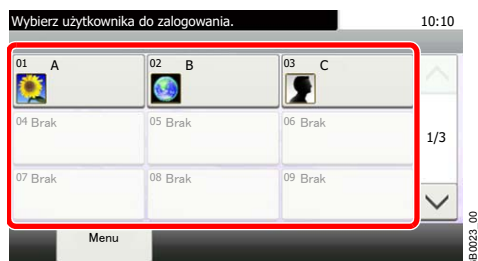 Wybierz użytkownika do zalogowania. 10:10
01 A 02 B 03 C
04 Brak 05 Brak 06 Brak
1/3
07 Brak 08 Brak 09 Brak
Menu